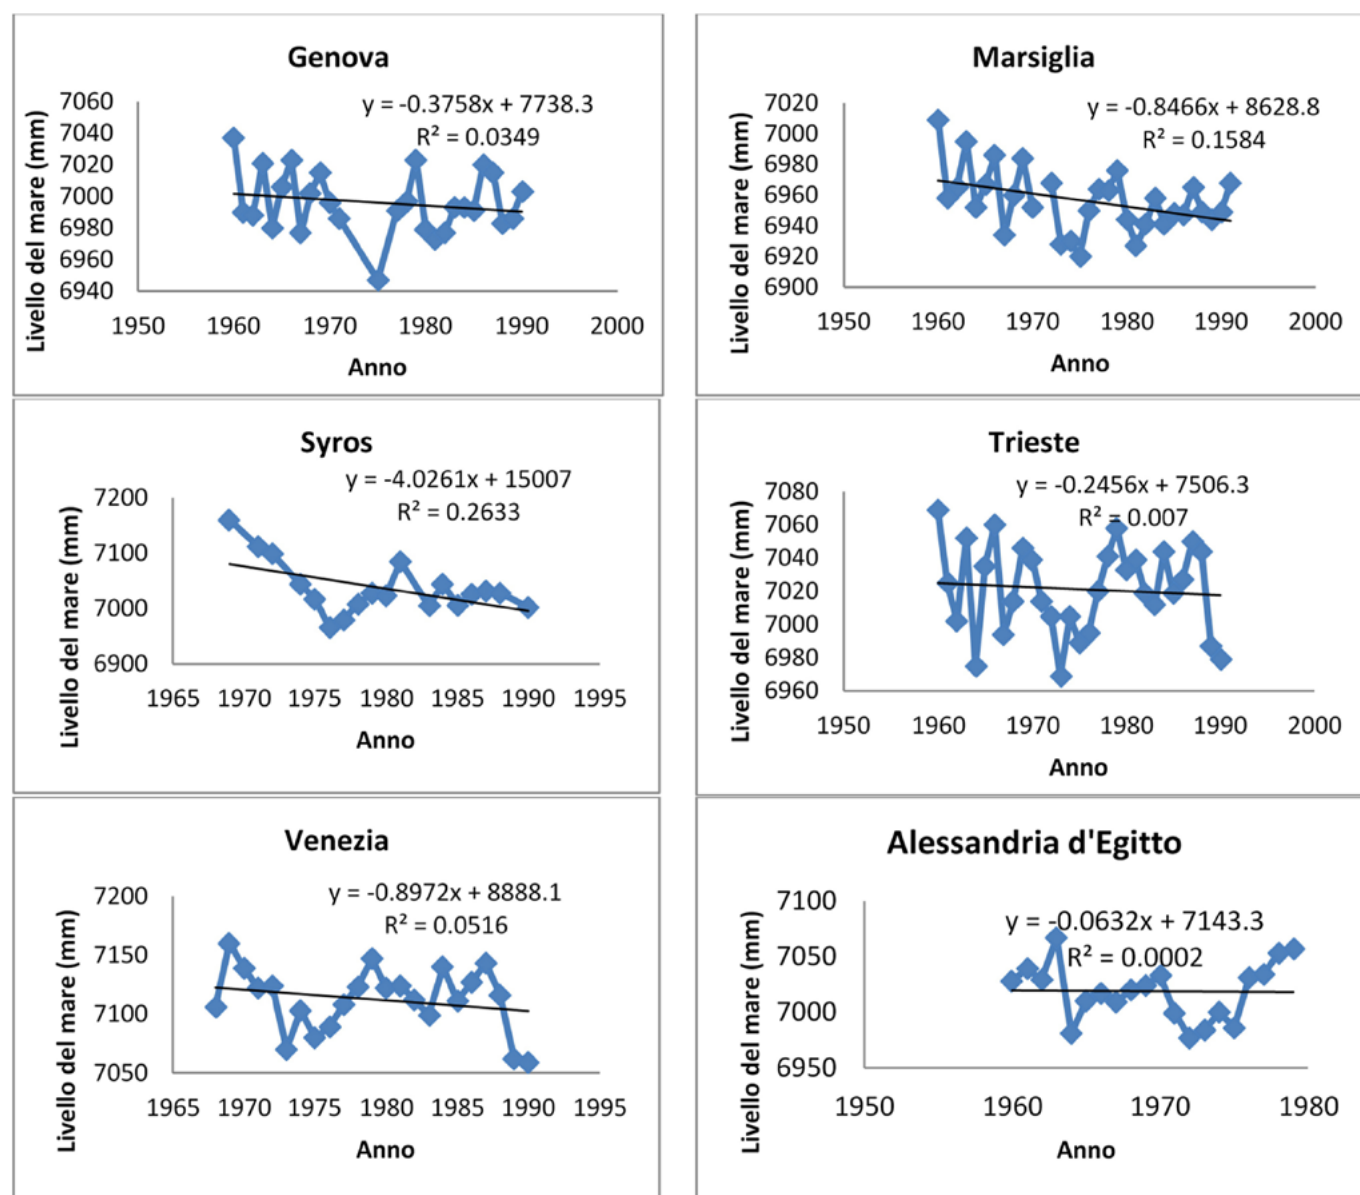 Genova
y = -0.3758x + 7738.3
R² = 0.0349
7060
7040
7020
7000
6980
6960
6940
Livello del mare (mm)
1950 1960 1970 1980 1990 2000
Anno
Marsiglia
y = -0.8466x + 8628.8
R² = 0.1584
7020
7000
6980
6960
6940
6920
6900
Livello del mare (mm)
1950 1960 1970 1980 1990 2000
Anno
Syros
y = -4.0261x + 15007
R² = 0.2633
7200
7100
7000
6900
Livello del mare (mm)
1965 1970 1975 1980 1985 1990 1995
Anno
Trieste
y = -0.2456x + 7506.3
R² = 0.007
7080
7060
7040
7020
7000
6980
6960
Livello del mare (mm)
1950 1960 1970 1980 1990 2000
Anno
Venezia
y = -0.8972x + 8888.1
R² = 0.0516
7200
7150
7100
7050
Livello del mare (mm)
1965 1970 1975 1980 1985 1990 1995
Anno
Alessandria d'Egitto
y = -0.0632x + 7143.3
R² = 0.0002
7100
7050
7000
6950
Livello del mare (mm)
1950 1960 1970 1980
Anno